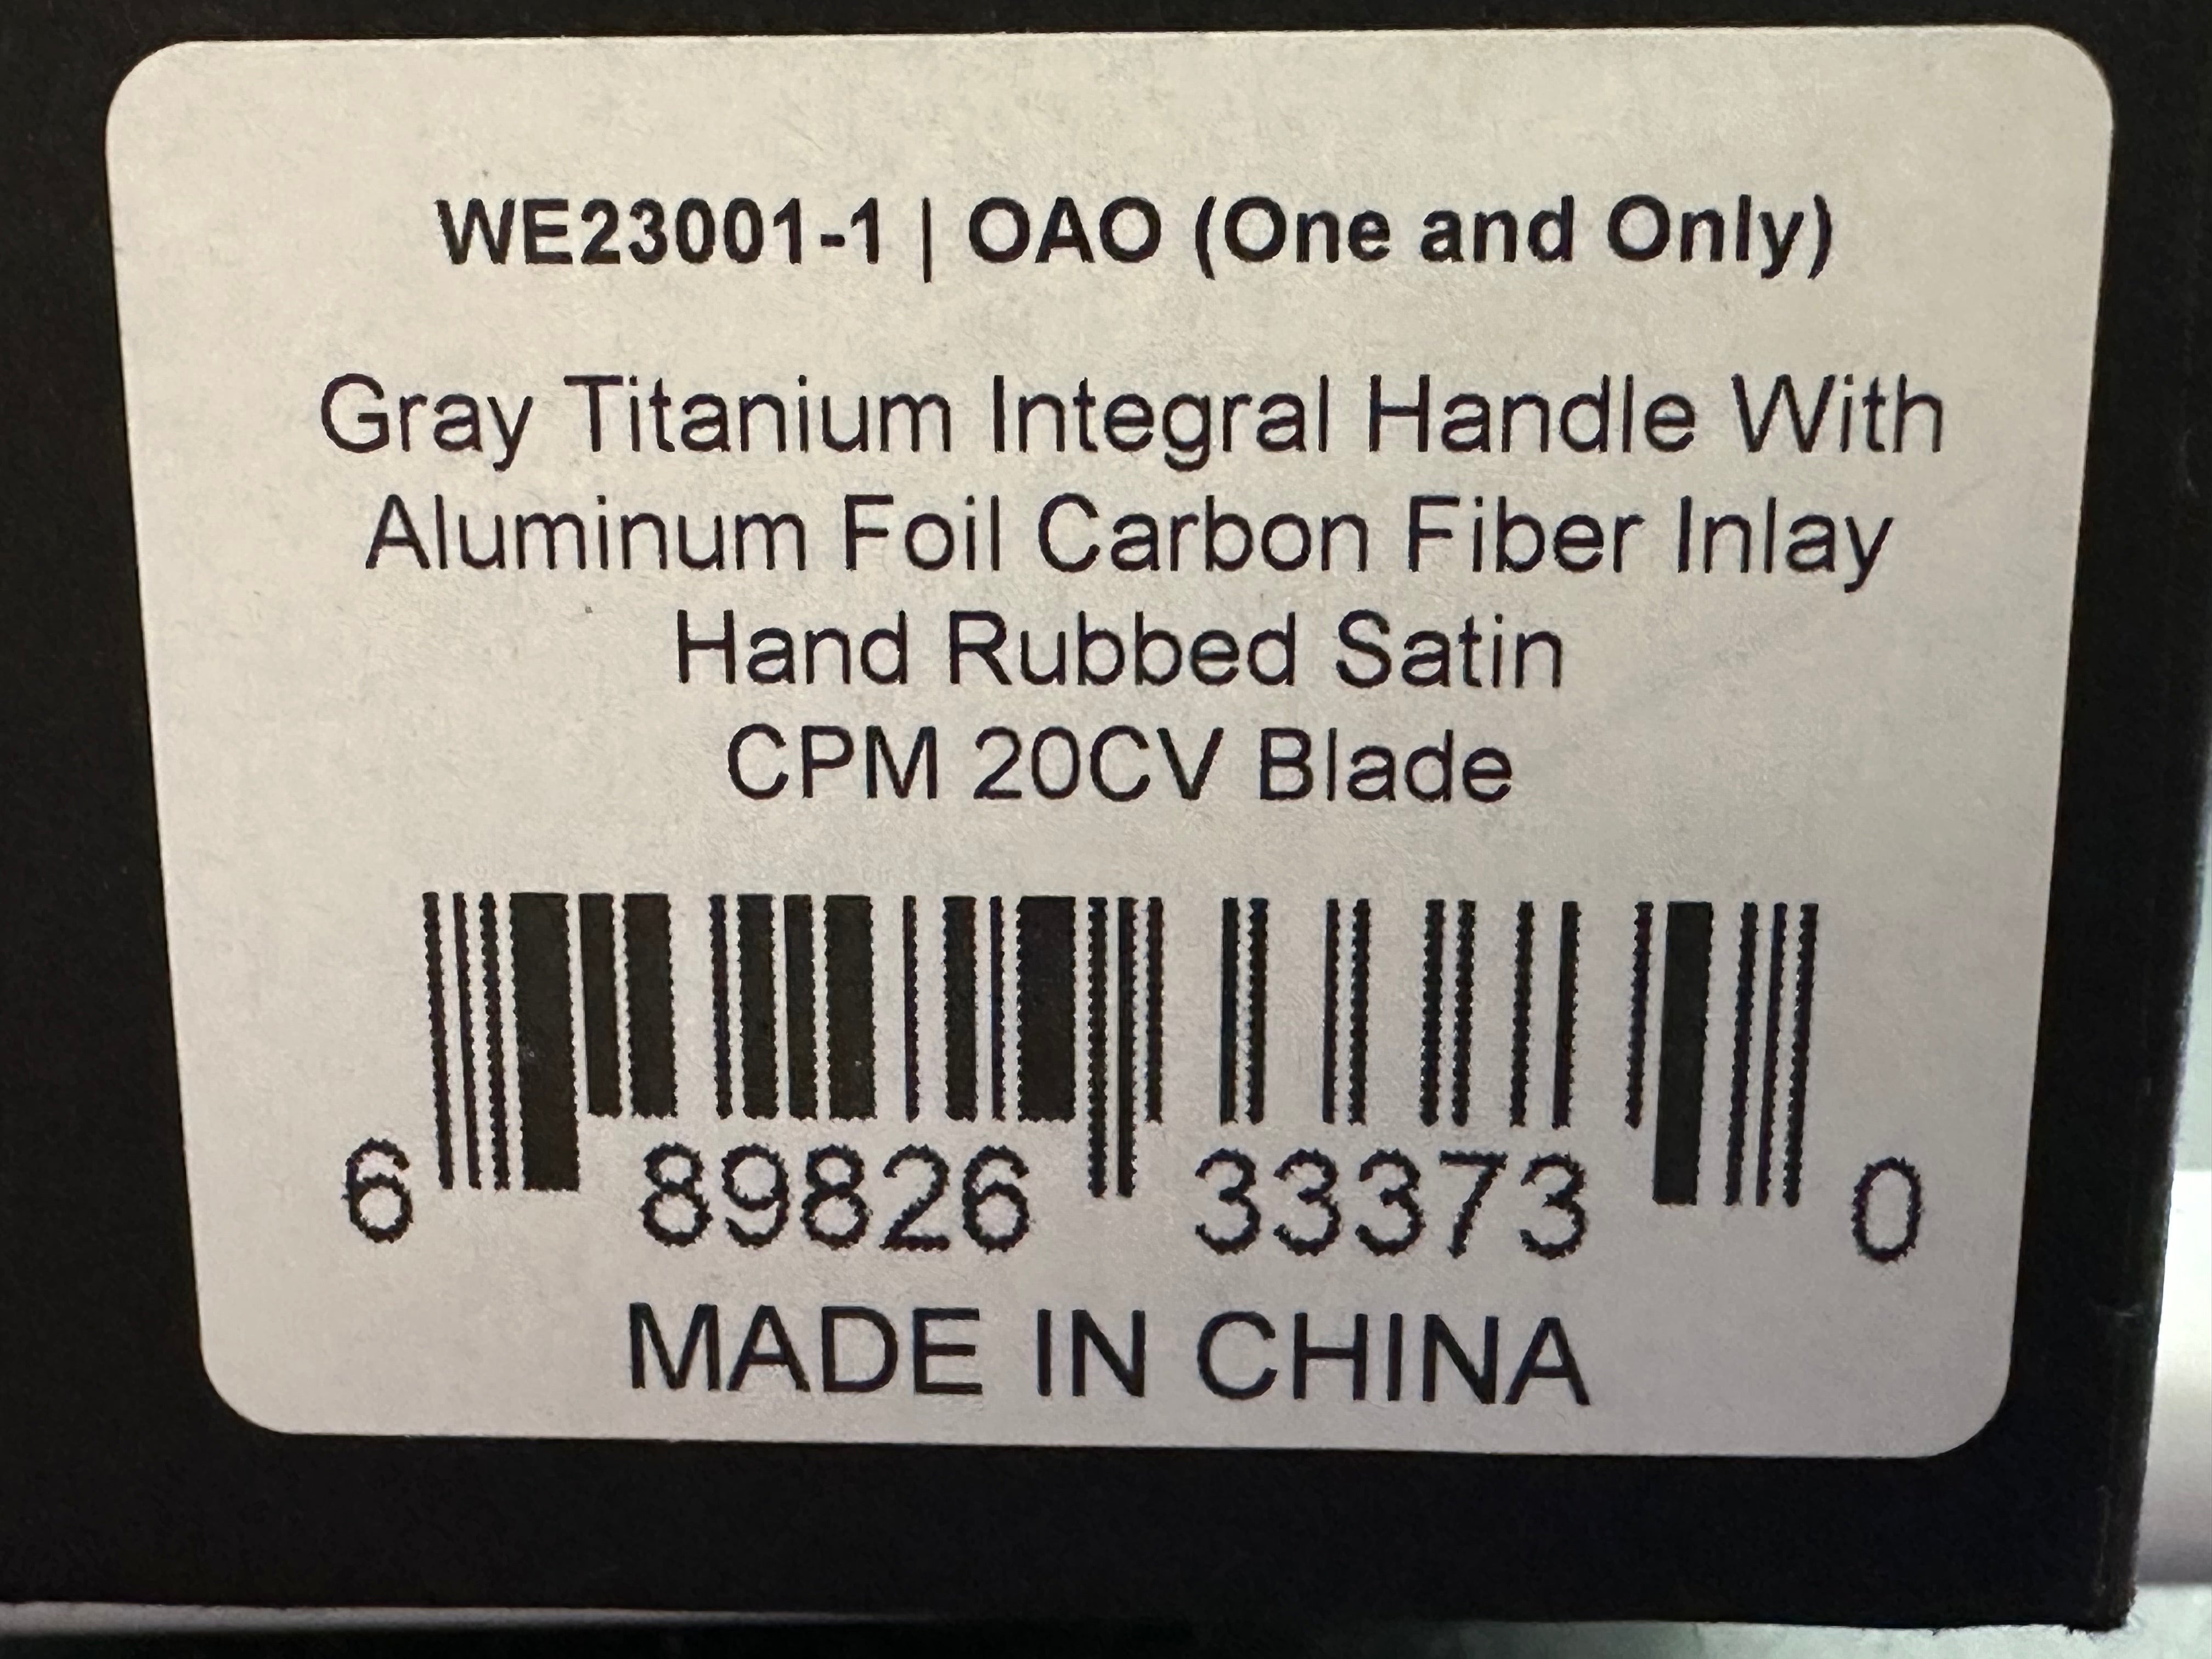 WE23001-1 | OAO (One and Only)
Gray Titanium Integral Handle With
Aluminum Foil Carbon Fiber Inlay
Hand Rubbed Satin
CPM 20CV Blade
6 89826 33373 0
MADE IN CHINA